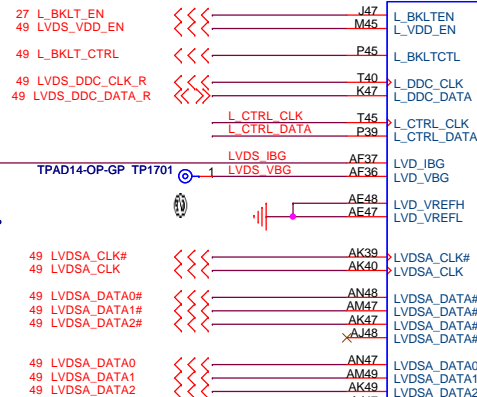 27 L_BKLT_EN J47 L_BKLTEN
49 LVDS_VDD_EN M45 L_VDD_EN
49 L_BKLT_CTRL P45 L_BKLTCTL
49 LVDS_DDC_CLK_R T40 L_DDC_CLK
49 LVDS_DDC_DATA_R K47 L_DDC_DATA
L_CTRL_CLK T45 L_CTRL_CLK
L_CTRL_DATA P39 L_CTRL_DATA
LVDS_IBG AF37 LVD_IBG
TPAD14-OP-GP TP1701 1 LVDS_VBG AF36 LVD_VBG
AE48 LVD_VREFH
AE47 LVD_VREFL
49 LVDSA_CLK# AK39 LVDSA_CLK#
49 LVDSA_CLK AK40 LVDSA_CLK
49 LVDSA_DATA0# AN48 LVDSA_DATA#
49 LVDSA_DATA1# AM47 LVDSA_DATA#
49 LVDSA_DATA2# AK47 LVDSA_DATA#
AJ48 LVDSA_DATA#
49 LVDSA_DATA0 AN47 LVDSA_DATA0
49 LVDSA_DATA1 AM49 LVDSA_DATA1
49 LVDSA_DATA2 AK49 LVDSA_DATA2